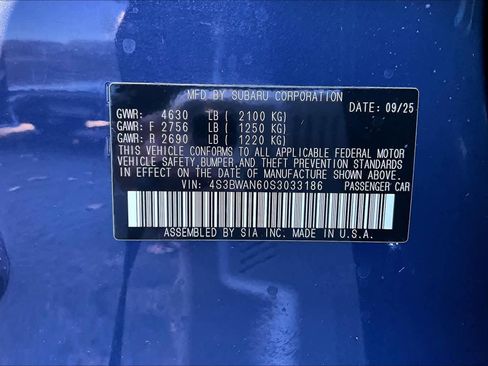 MFD BY SUBARU CORPORATION
DATE: 09/25
GVWR: 4630 LB ( 2100 KG)
GAWR: F 2756 LB ( 1250 KG)
GAWR: R 2690 LB ( 1220 KG)
THIS VEHICLE CONFORMS TO ALL APPLICABLE FEDERAL MOTOR
VEHICLE SAFETY, BUMPER, AND THEFT PREVENTION STANDARDS
IN EFFECT ON THE DATE OF MANUFACTURE SHOWN ABOVE.
VIN: 4S3BWAN60S3033186 PASSENGER CAR
ASSEMBLED BY SIA INC. MADE IN U.S.A.